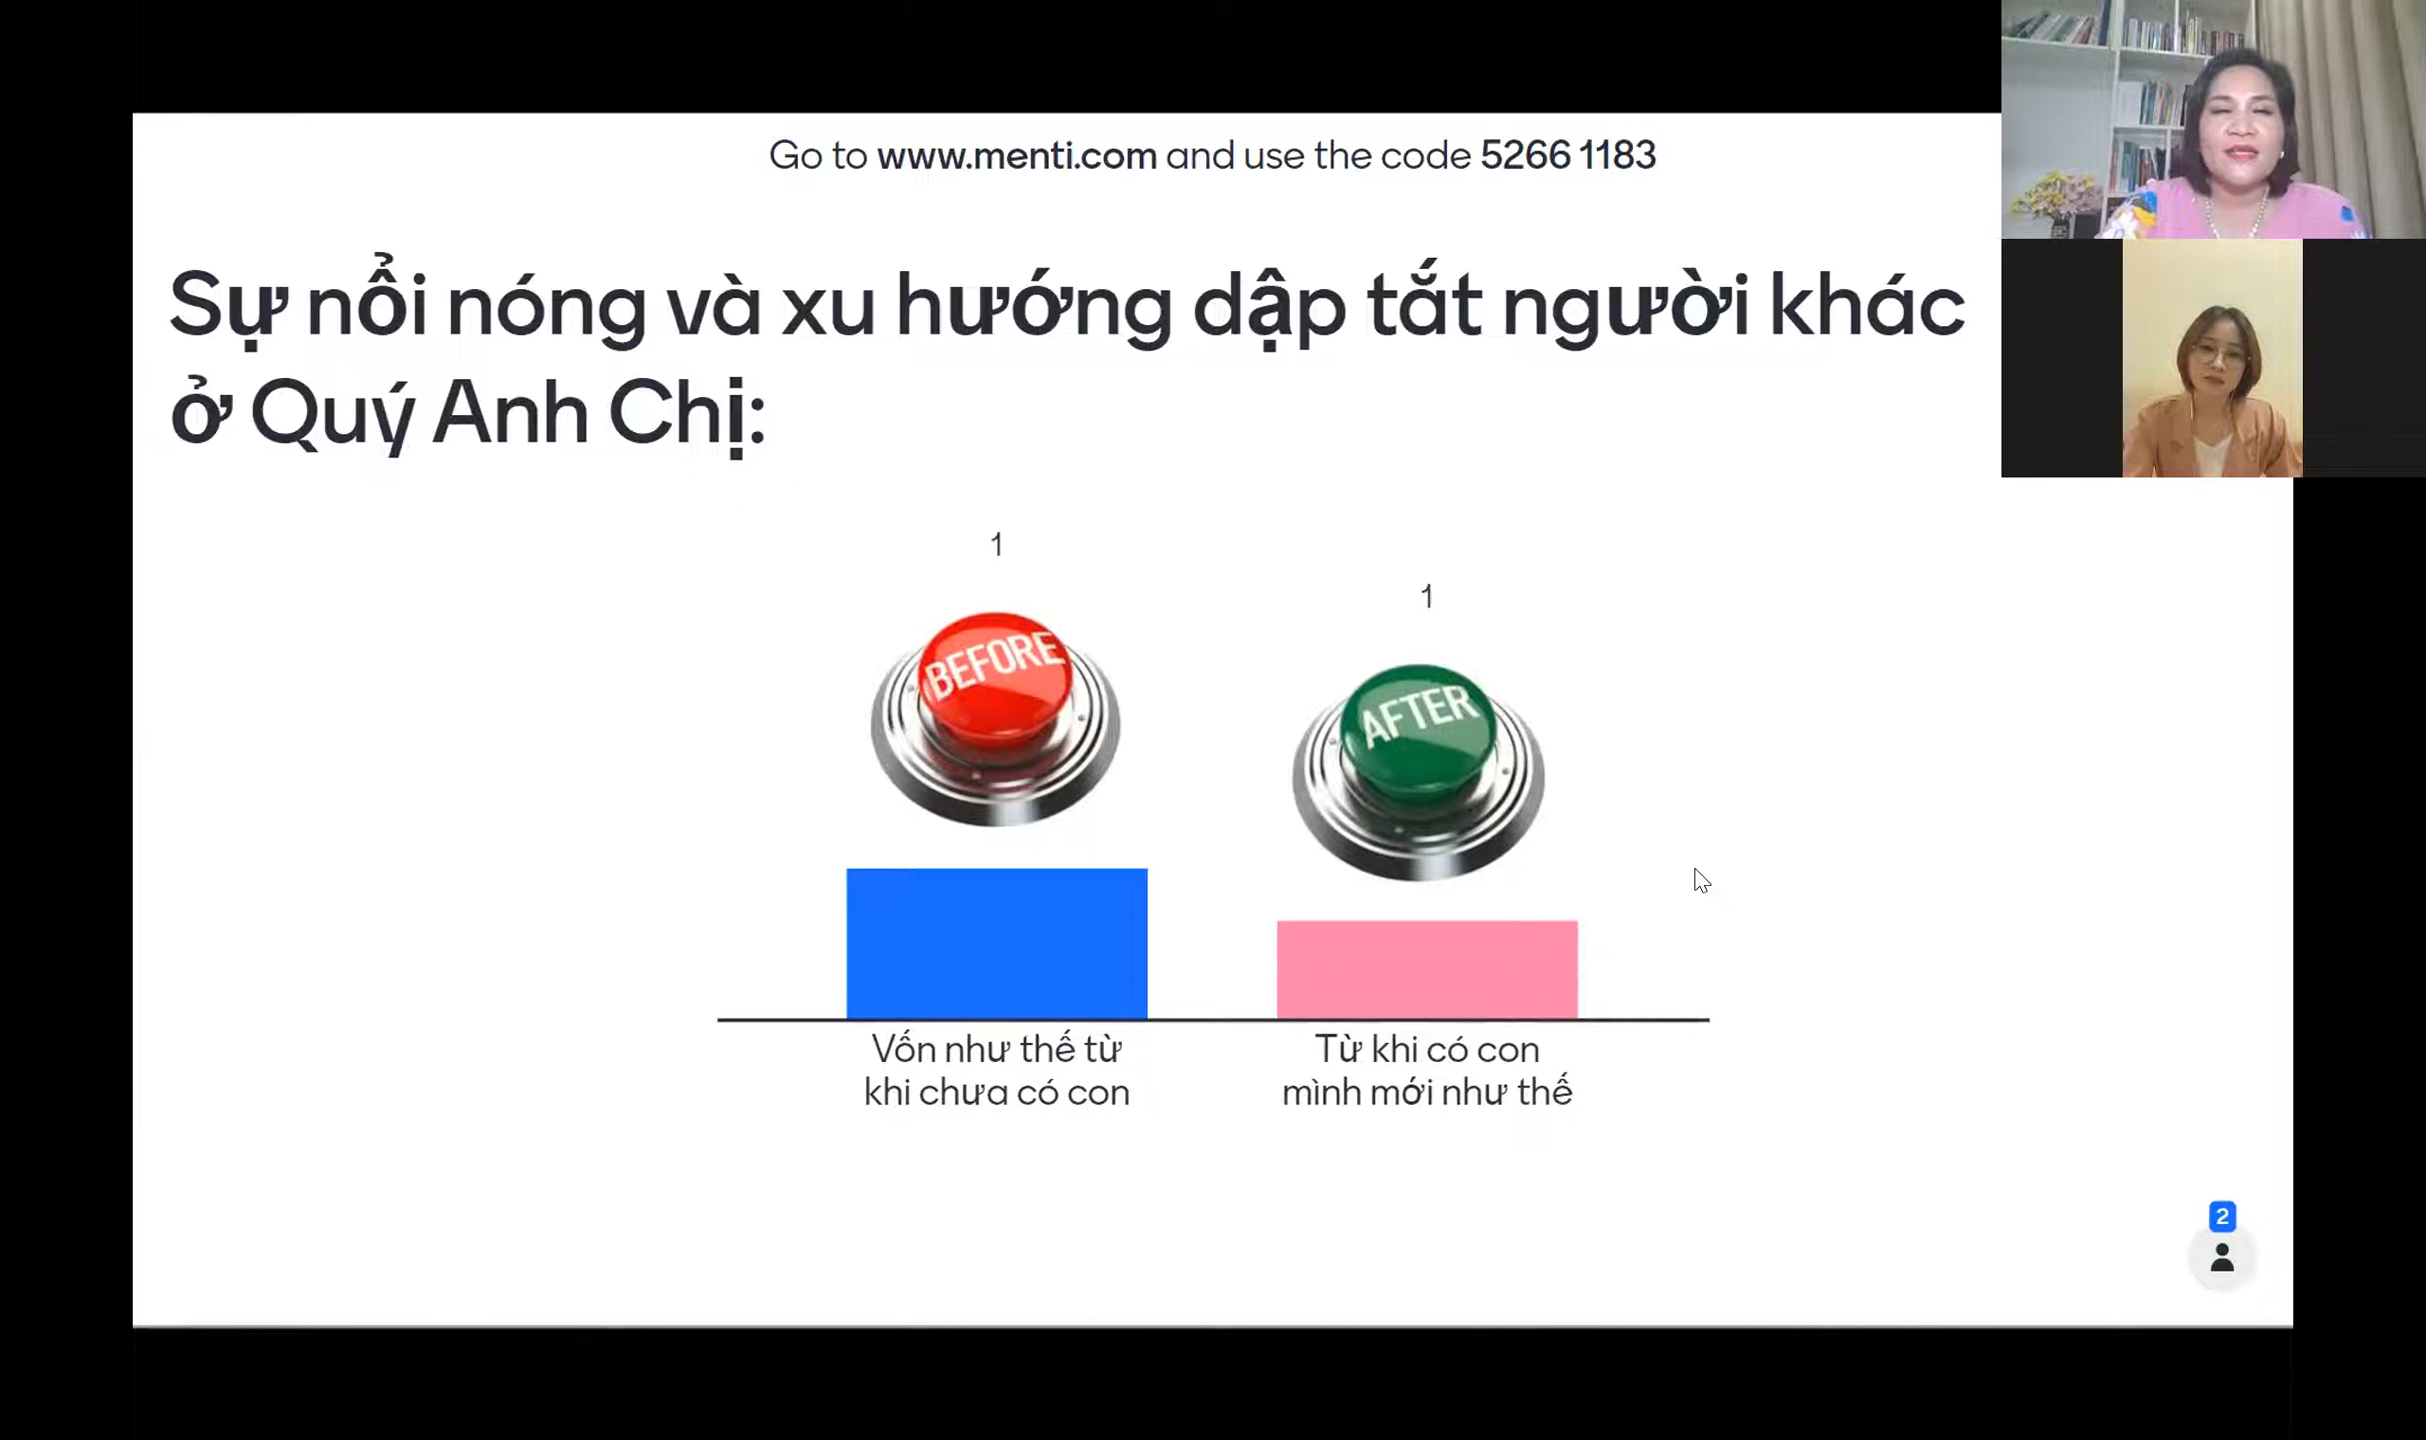 Go to www.menti.com and use the code 5266 1183
Sự nổi nóng và xu hướng dập tắt người khác
ở Quý Anh Chị:
1
1
BEFORE
AFTER
Vốn như thế từ
khi chưa có con
Từ khi có con
mình mới như thế
2